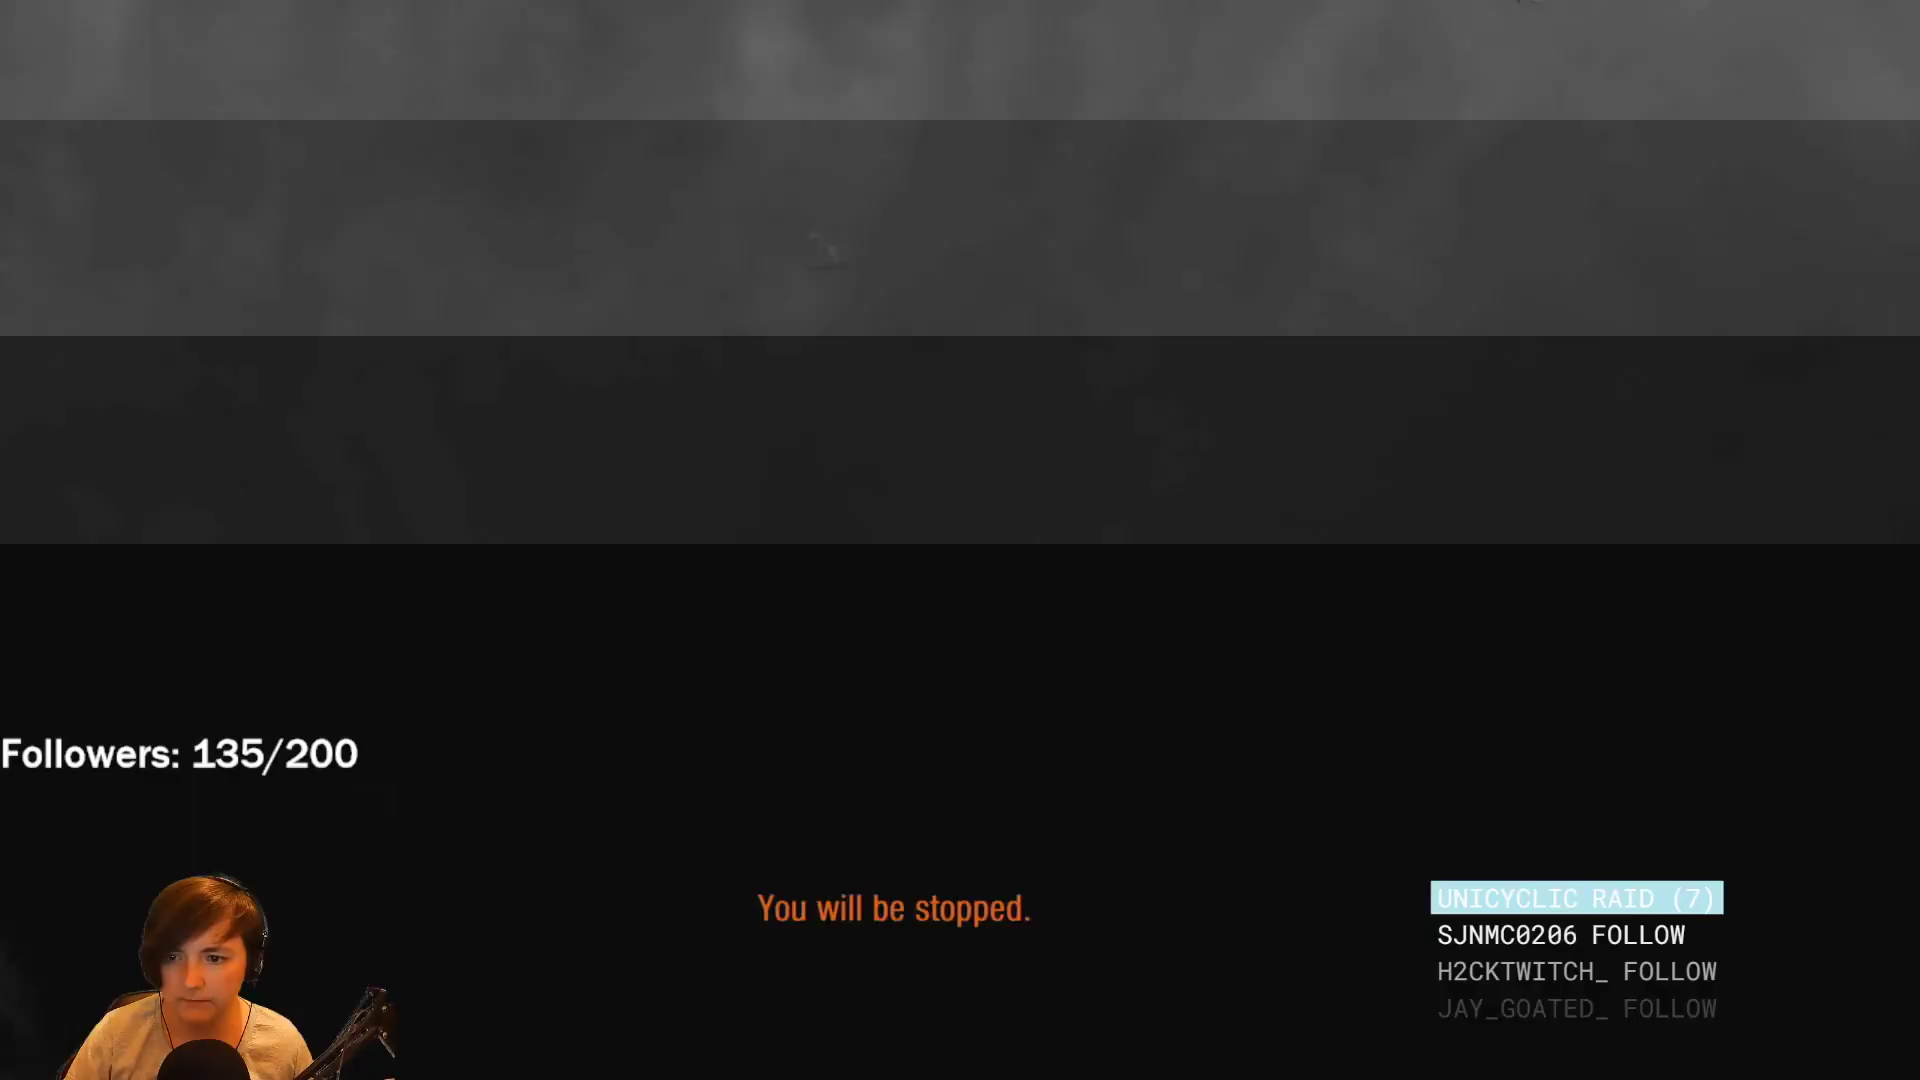 Followers: 135/200
You will be stopped.
UNICYCLIC RAID (7)
SJNMC0206 FOLLOW
H2CKTWITCH_ FOLLOW
JAY_GOATED_ FOLLOW